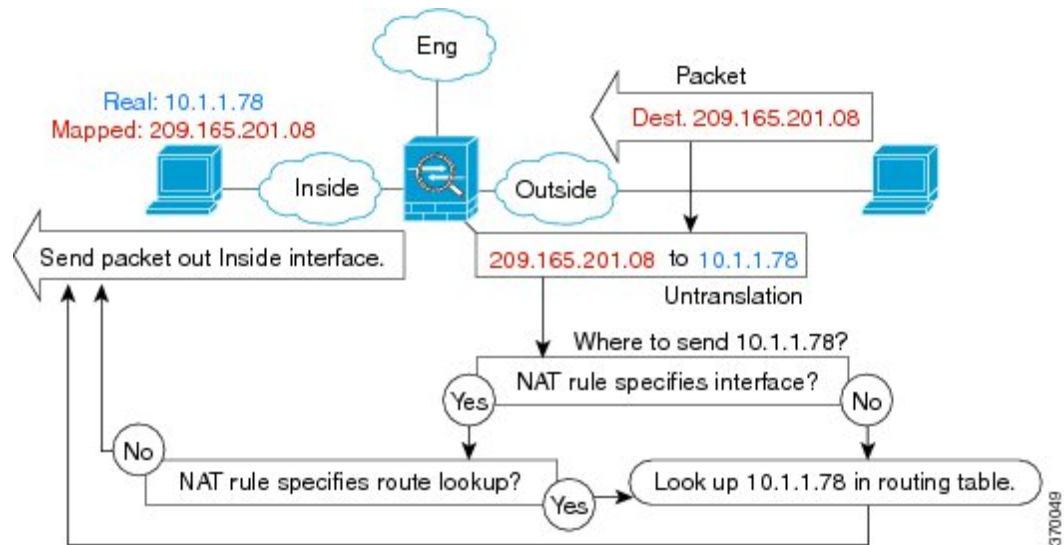 Eng
Packet
Real: 10.1.1.78
Mapped: 209.165.201.08
Dest. 209.165.201.08
Inside
Outside
Send packet out Inside interface.
209.165.201.08 to 10.1.1.78
Untranslation
Where to send 10.1.1.78?
NAT rule specifies interface?
Yes
No
No
NAT rule specifies route lookup?
Yes
Look up 10.1.1.78 in routing table.
370049